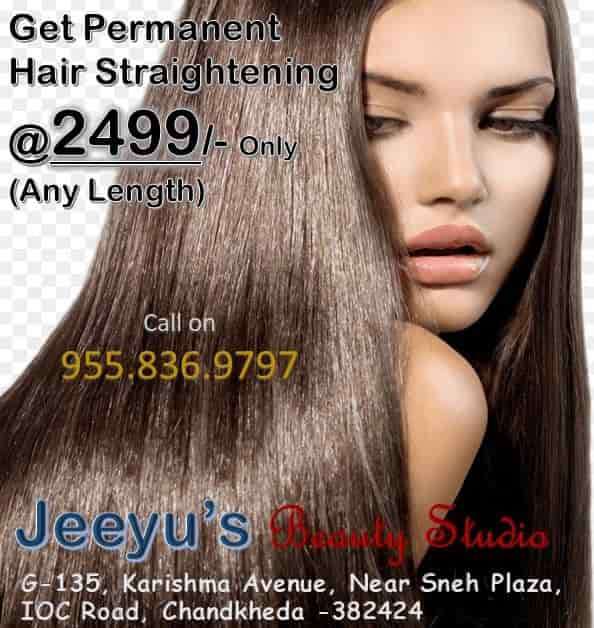 Get Permanent
Hair Straightening
@2499/- Only
(Any Length)
Call on
955.836.9797
Jeeyu's Beauty Studio
G-135, Karishma Avenue, Near Sneh Plaza,
IOC Road, Chandkheda -382424